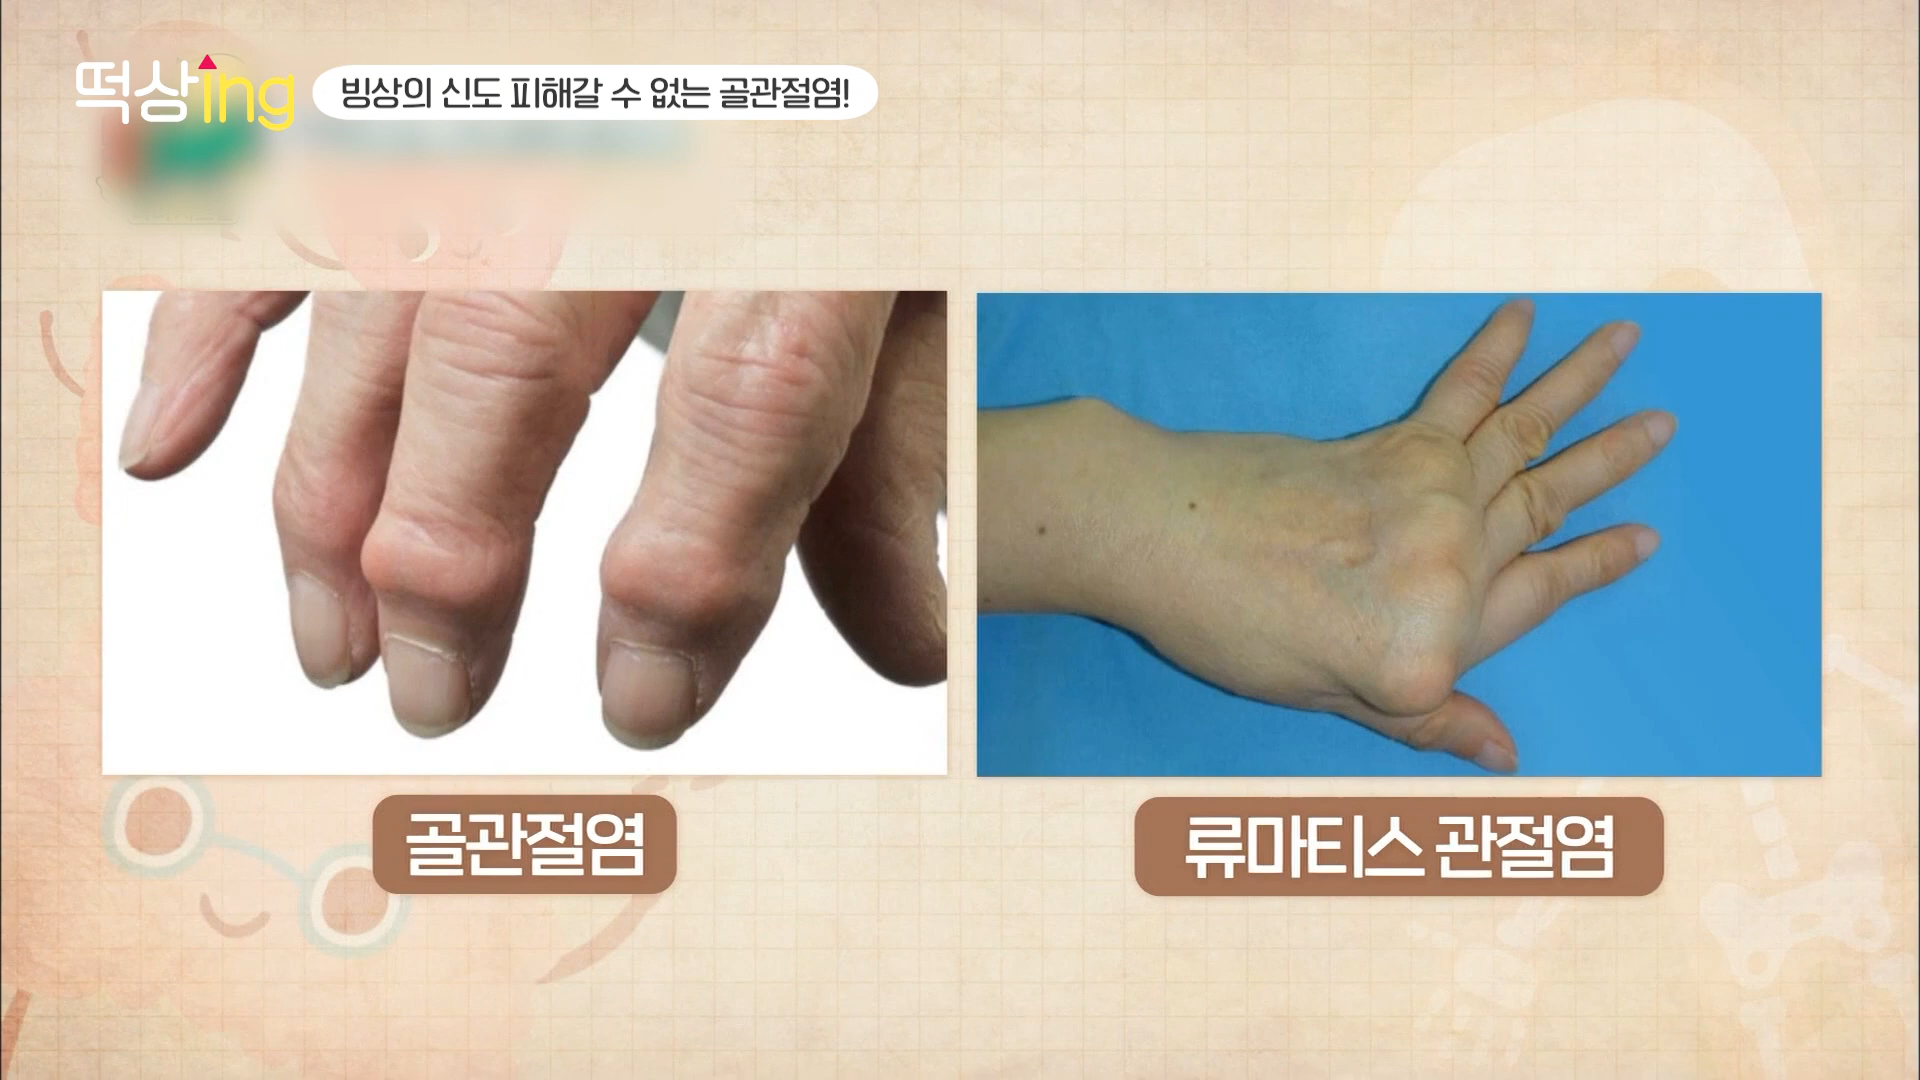 떡상ing
빙상의 신도 피해갈 수 없는 골관절염!
골관절염
류마티스 관절염